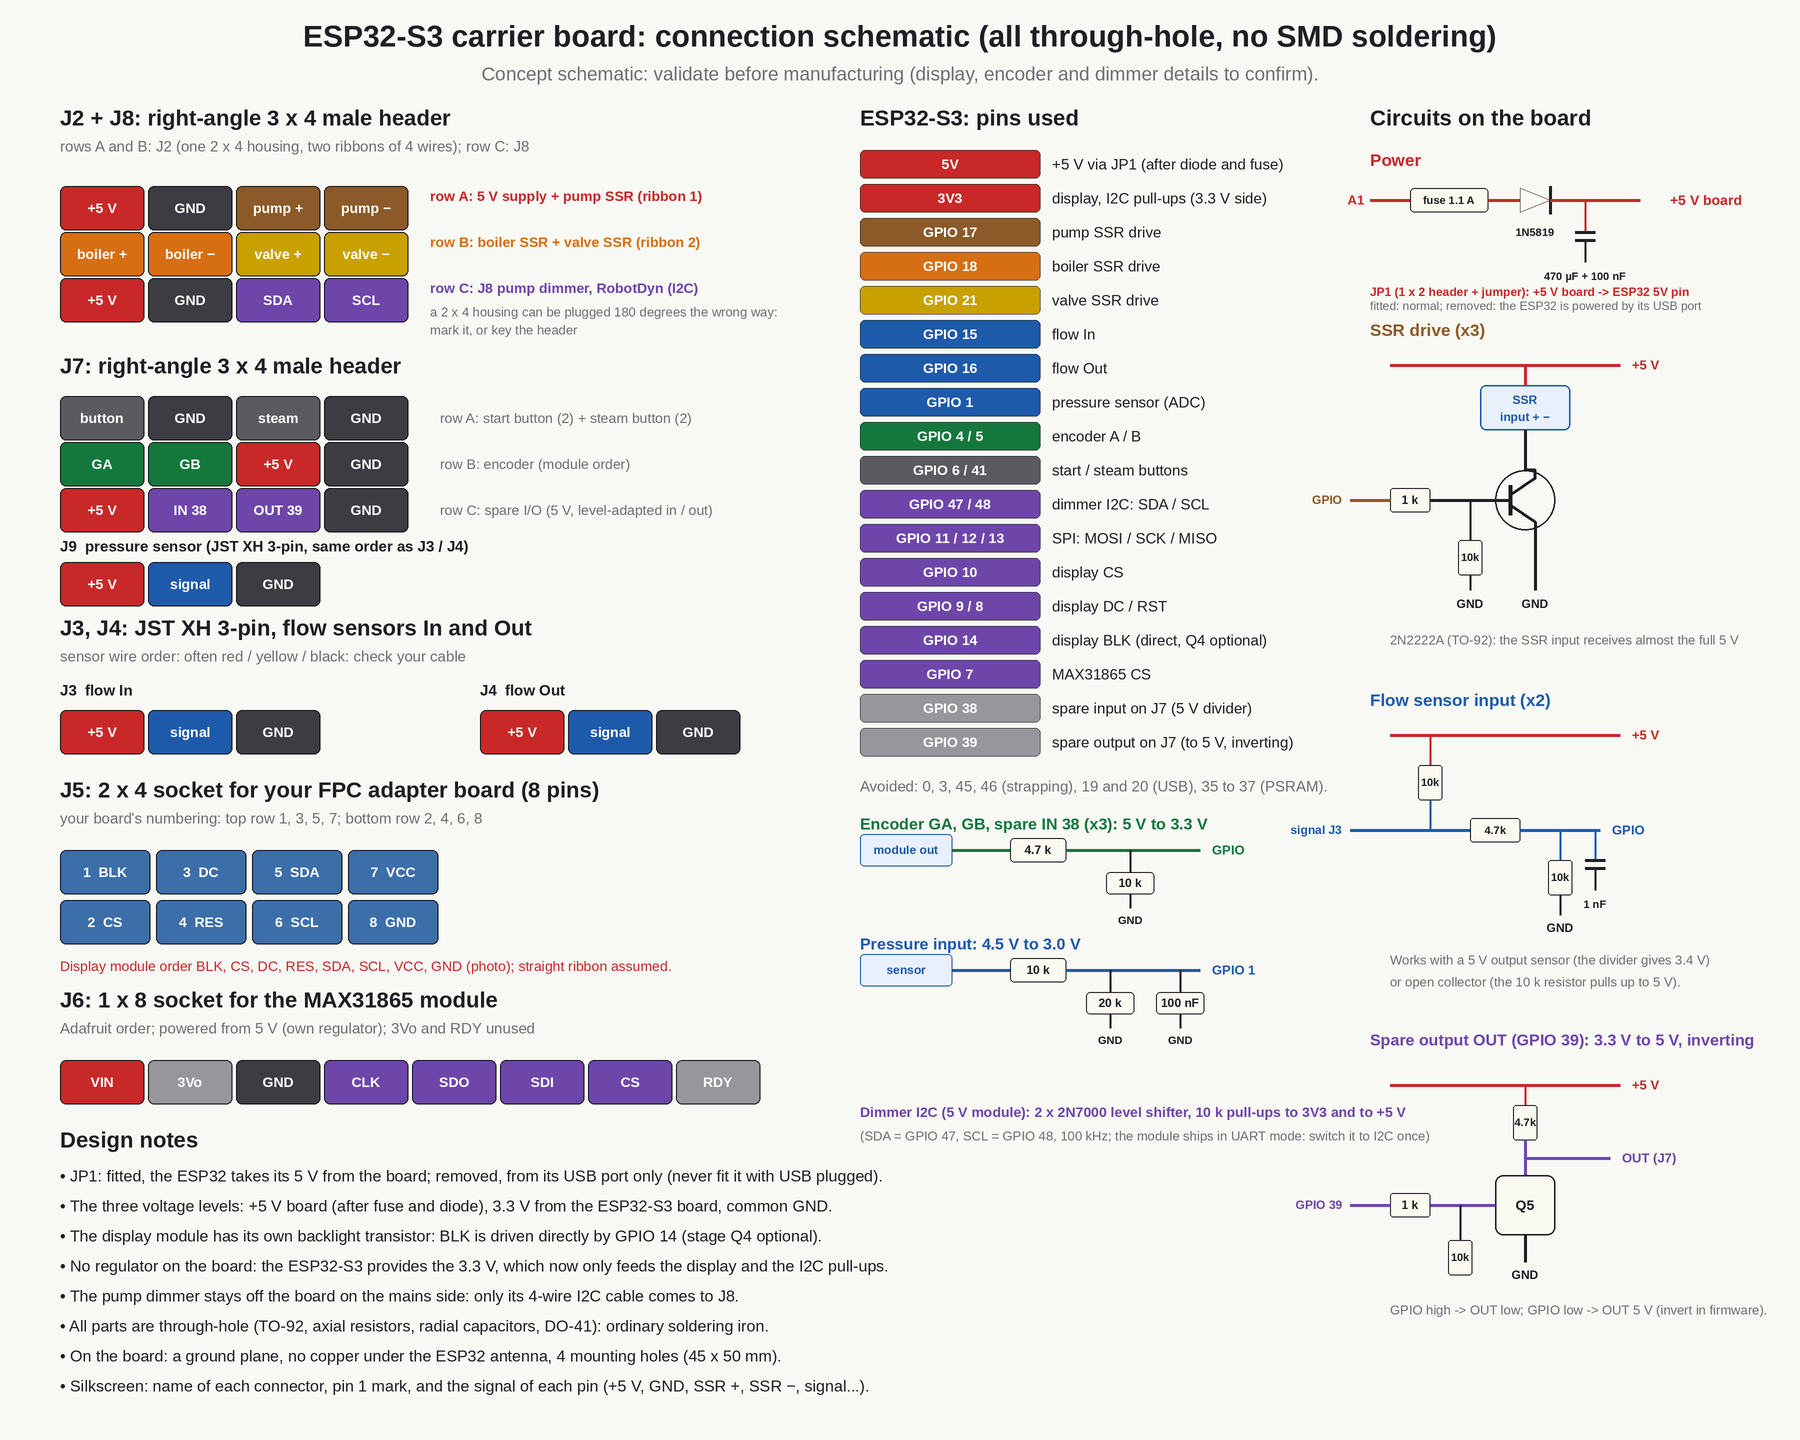 ESP32-S3 carrier board: connection schematic (all through-hole, no SMD soldering)
Concept schematic: validate before manufacturing (display, encoder and dimmer details to confirm).
J2 + J8: right-angle 3 x 4 male header
rows A and B: J2 (one 2 x 4 housing, two ribbons of 4 wires); row C: J8
+5 V GND pump + pump −
row A: 5 V supply + pump SSR (ribbon 1)
boiler + boiler − valve + valve −
row B: boiler SSR + valve SSR (ribbon 2)
+5 V GND SDA SCL
row C: J8 pump dimmer, RobotDyn (I2C)
a 2 x 4 housing can be plugged 180 degrees the wrong way:
mark it, or key the header
J7: right-angle 3 x 4 male header
button GND steam GND
row A: start button (2) + steam button (2)
GA GB +5 V GND
row B: encoder (module order)
+5 V IN 38 OUT 39 GND
row C: spare I/O (5 V, level-adapted in / out)
J9 pressure sensor (JST XH 3-pin, same order as J3 / J4)
+5 V signal GND
J3, J4: JST XH 3-pin, flow sensors In and Out
sensor wire order: often red / yellow / black: check your cable
J3 flow In
+5 V signal GND
J4 flow Out
+5 V signal GND
J5: 2 x 4 socket for your FPC adapter board (8 pins)
your board's numbering: top row 1, 3, 5, 7; bottom row 2, 4, 6, 8
1 BLK 3 DC 5 SDA 7 VCC
2 CS 4 RES 6 SCL 8 GND
Display module order BLK, CS, DC, RES, SDA, SCL, VCC, GND (photo); straight ribbon assumed.
J6: 1 x 8 socket for the MAX31865 module
Adafruit order; powered from 5 V (own regulator); 3Vo and RDY unused
VIN 3Vo GND CLK SDO SDI CS RDY
Design notes
• JP1: fitted, the ESP32 takes its 5 V from the board; removed, from its USB port only (never fit it with USB plugged).
• The three voltage levels: +5 V board (after fuse and diode), 3.3 V from the ESP32-S3 board, common GND.
• The display module has its own backlight transistor: BLK is driven directly by GPIO 14 (stage Q4 optional).
• No regulator on the board: the ESP32-S3 provides the 3.3 V, which now only feeds the display and the I2C pull-ups.
• The pump dimmer stays off the board on the mains side: only its 4-wire I2C cable comes to J8.
• All parts are through-hole (TO-92, axial resistors, radial capacitors, DO-41): ordinary soldering iron.
• On the board: a ground plane, no copper under the ESP32 antenna, 4 mounting holes (45 x 50 mm).
• Silkscreen: name of each connector, pin 1 mark, and the signal of each pin (+5 V, GND, SSR +, SSR −, signal...).
ESP32-S3: pins used
5V +5 V via JP1 (after diode and fuse)
3V3 display, I2C pull-ups (3.3 V side)
GPIO 17 pump SSR drive
GPIO 18 boiler SSR drive
GPIO 21 valve SSR drive
GPIO 15 flow In
GPIO 16 flow Out
GPIO 1 pressure sensor (ADC)
GPIO 4 / 5 encoder A / B
GPIO 6 / 41 start / steam buttons
GPIO 47 / 48 dimmer I2C: SDA / SCL
GPIO 11 / 12 / 13 SPI: MOSI / SCK / MISO
GPIO 10 display CS
GPIO 9 / 8 display DC / RST
GPIO 14 display BLK (direct, Q4 optional)
GPIO 7 MAX31865 CS
GPIO 38 spare input on J7 (5 V divider)
GPIO 39 spare output on J7 (to 5 V, inverting)
Avoided: 0, 3, 45, 46 (strapping), 19 and 20 (USB), 35 to 37 (PSRAM).
Encoder GA, GB, spare IN 38 (x3): 5 V to 3.3 V
module out 4.7 k GPIO
10 k
GND
Pressure input: 4.5 V to 3.0 V
sensor 10 k GPIO 1
20 k 100 nF
GND GND
Dimmer I2C (5 V module): 2 x 2N7000 level shifter, 10 k pull-ups to 3V3 and to +5 V
(SDA = GPIO 47, SCL = GPIO 48, 100 kHz; the module ships in UART mode: switch it to I2C once)
Circuits on the board
Power
A1 fuse 1.1 A +5 V board
1N5819
470 µF + 100 nF
JP1 (1 x 2 header + jumper): +5 V board -> ESP32 5V pin
fitted: normal; removed: the ESP32 is powered by its USB port
SSR drive (x3)
+5 V
SSR
input + −
GPIO 1 k
10k
GND GND
2N2222A (TO-92): the SSR input receives almost the full 5 V
Flow sensor input (x2)
+5 V
10k
signal J3 4.7k GPIO
10k
1 nF
GND
Works with a 5 V output sensor (the divider gives 3.4 V)
or open collector (the 10 k resistor pulls up to 5 V).
Spare output OUT (GPIO 39): 3.3 V to 5 V, inverting
+5 V
4.7k
OUT (J7)
GPIO 39 1 k Q5
10k
GND
GPIO high -> OUT low; GPIO low -> OUT 5 V (invert in firmware).